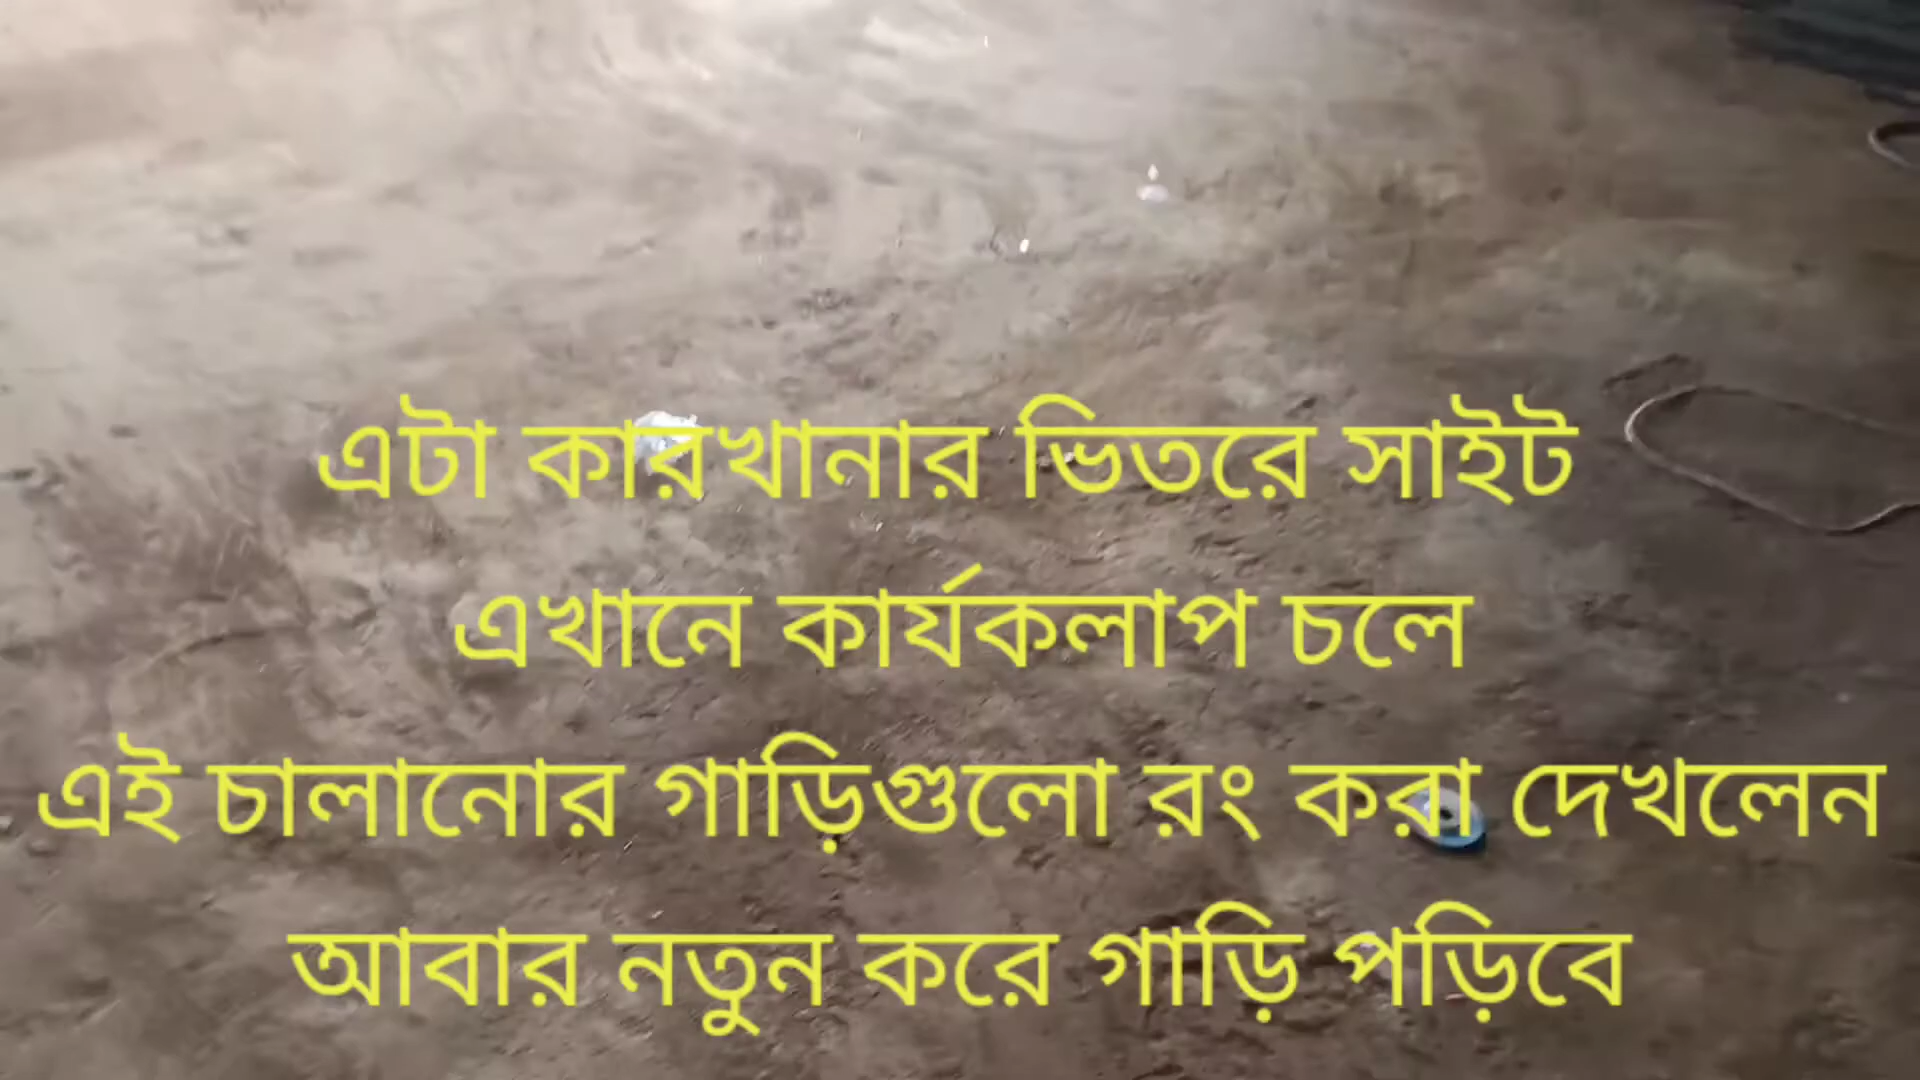 এটা কারখানার ভিতরে সাইট
এখানে কার্যকলাপ চলে
এই চালানোর গাড়িগুলো রং করা দেখলেন
আবার নতুন করে গাড়ি পড়িবে